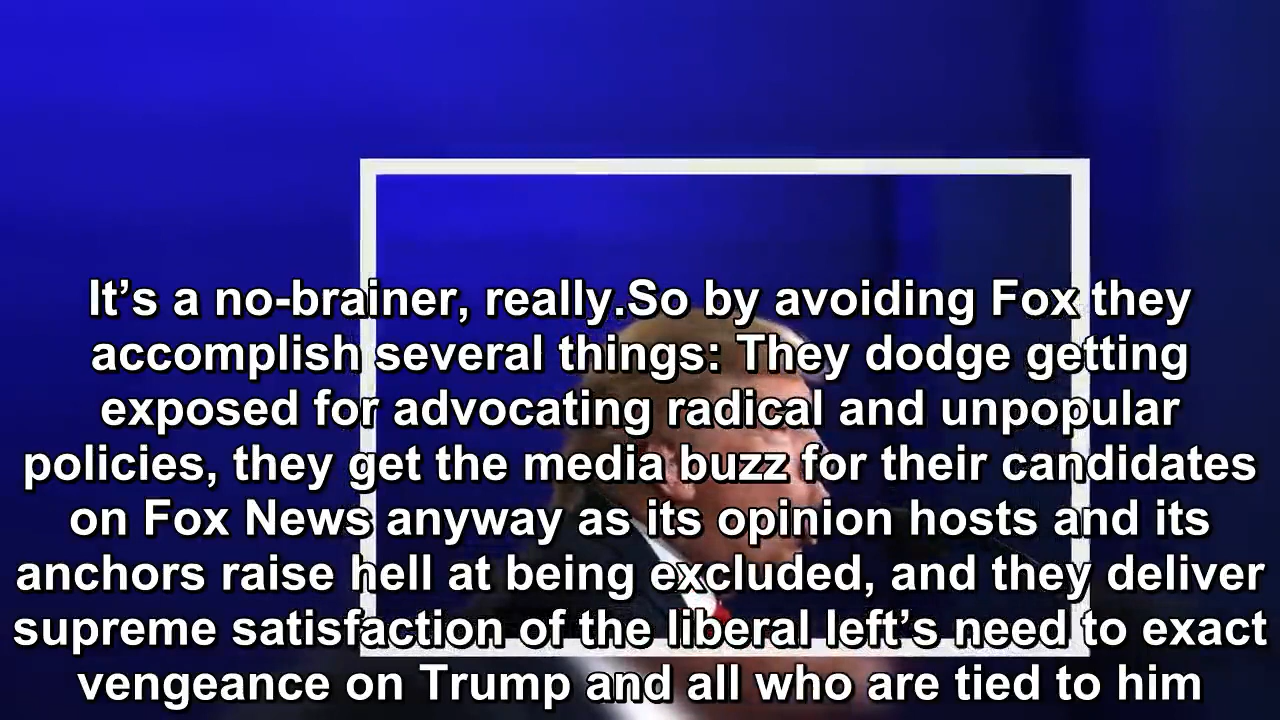 It’s a no-brainer, really.So by avoiding Fox they
accomplish several things: They dodge getting
exposed for advocating radical and unpopular
policies, they get the media buzz for their candidates
on Fox News anyway as its opinion hosts and its
anchors raise hell at being excluded, and they deliver
supreme satisfaction of the liberal left’s need to exact
vengeance on Trump and all who are tied to him